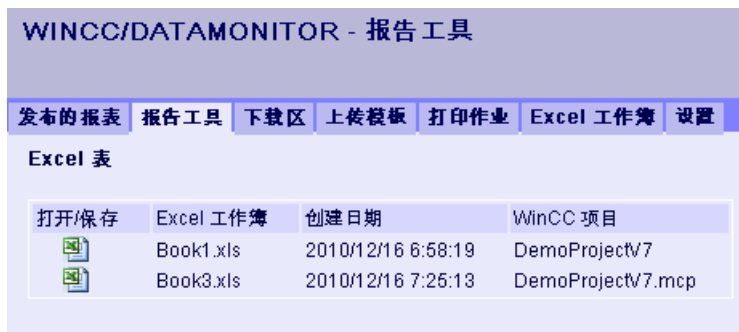 WINCC/DATAMONITOR - 报告工具
发布的报表 报告工具 下载区 上传模板 打印作业 Excel 工作簿 设置
Excel 表
打开/保存 Excel 工作簿 创建日期 WinCC 项目
Book1.xls 2010/12/16 6:58:19 DemoProjectV7
Book3.xls 2010/12/16 7:25:13 DemoProjectV7.mcp